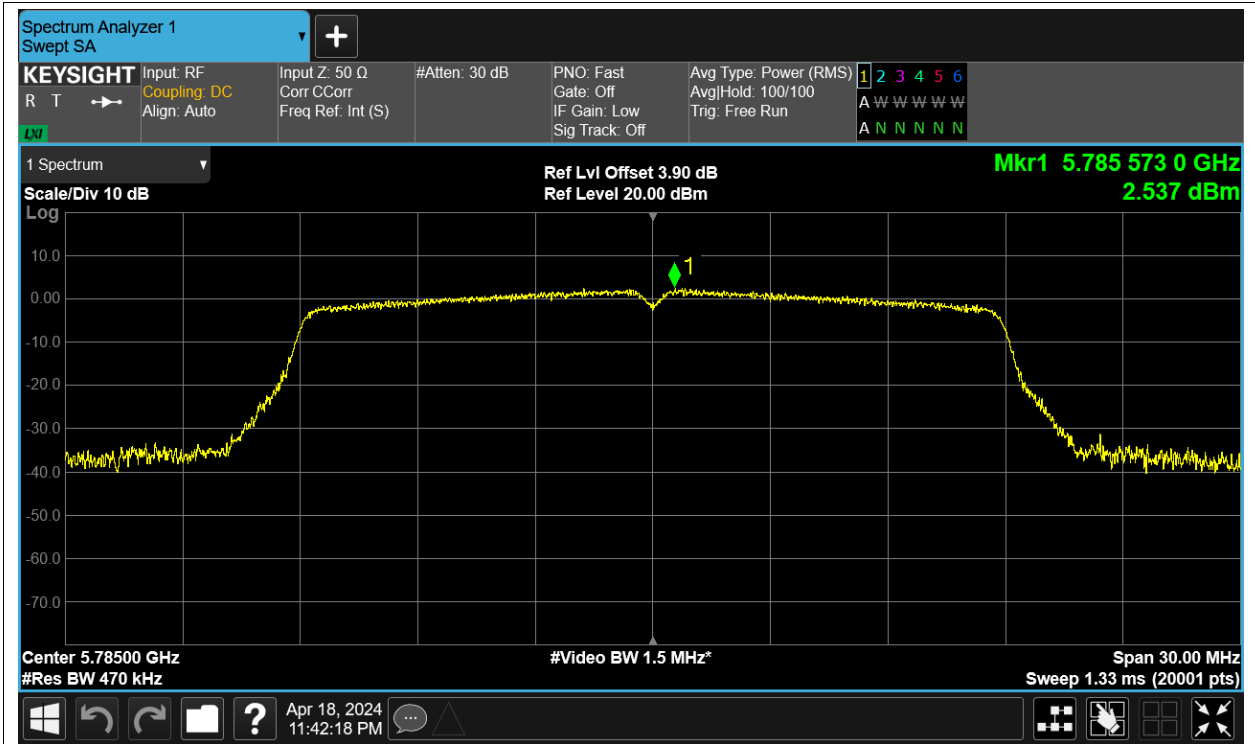 Spectrum Analyzer 1
Swept SA
+
KEYSIGHT
R T
LXI
Input: RF
Coupling: DC
Align: Auto
Input Z: 50 Ω
Corr CCorr
Freq Ref: Int (S)
#Atten: 30 dB
PNO: Fast
Gate: Off
IF Gain: Low
Sig Track: Off
Avg Type: Power (RMS)
Avg|Hold: 100/100
Trig: Free Run
1 2 3 4 5 6
A W W W W W
A N N N N N
1 Spectrum
Scale/Div 10 dB
Ref Lvl Offset 3.90 dB
Ref Level 20.00 dBm
Mkr1 5.785 573 0 GHz
2.537 dBm
Log
1
10.0
0.00
-10.0
-20.0
-30.0
-40.0
-50.0
-60.0
-70.0
Center 5.78500 GHz
#Res BW 470 kHz
#Video BW 1.5 MHz*
Span 30.00 MHz
Sweep 1.33 ms (20001 pts)
?
Apr 18, 2024
11:42:18 PM